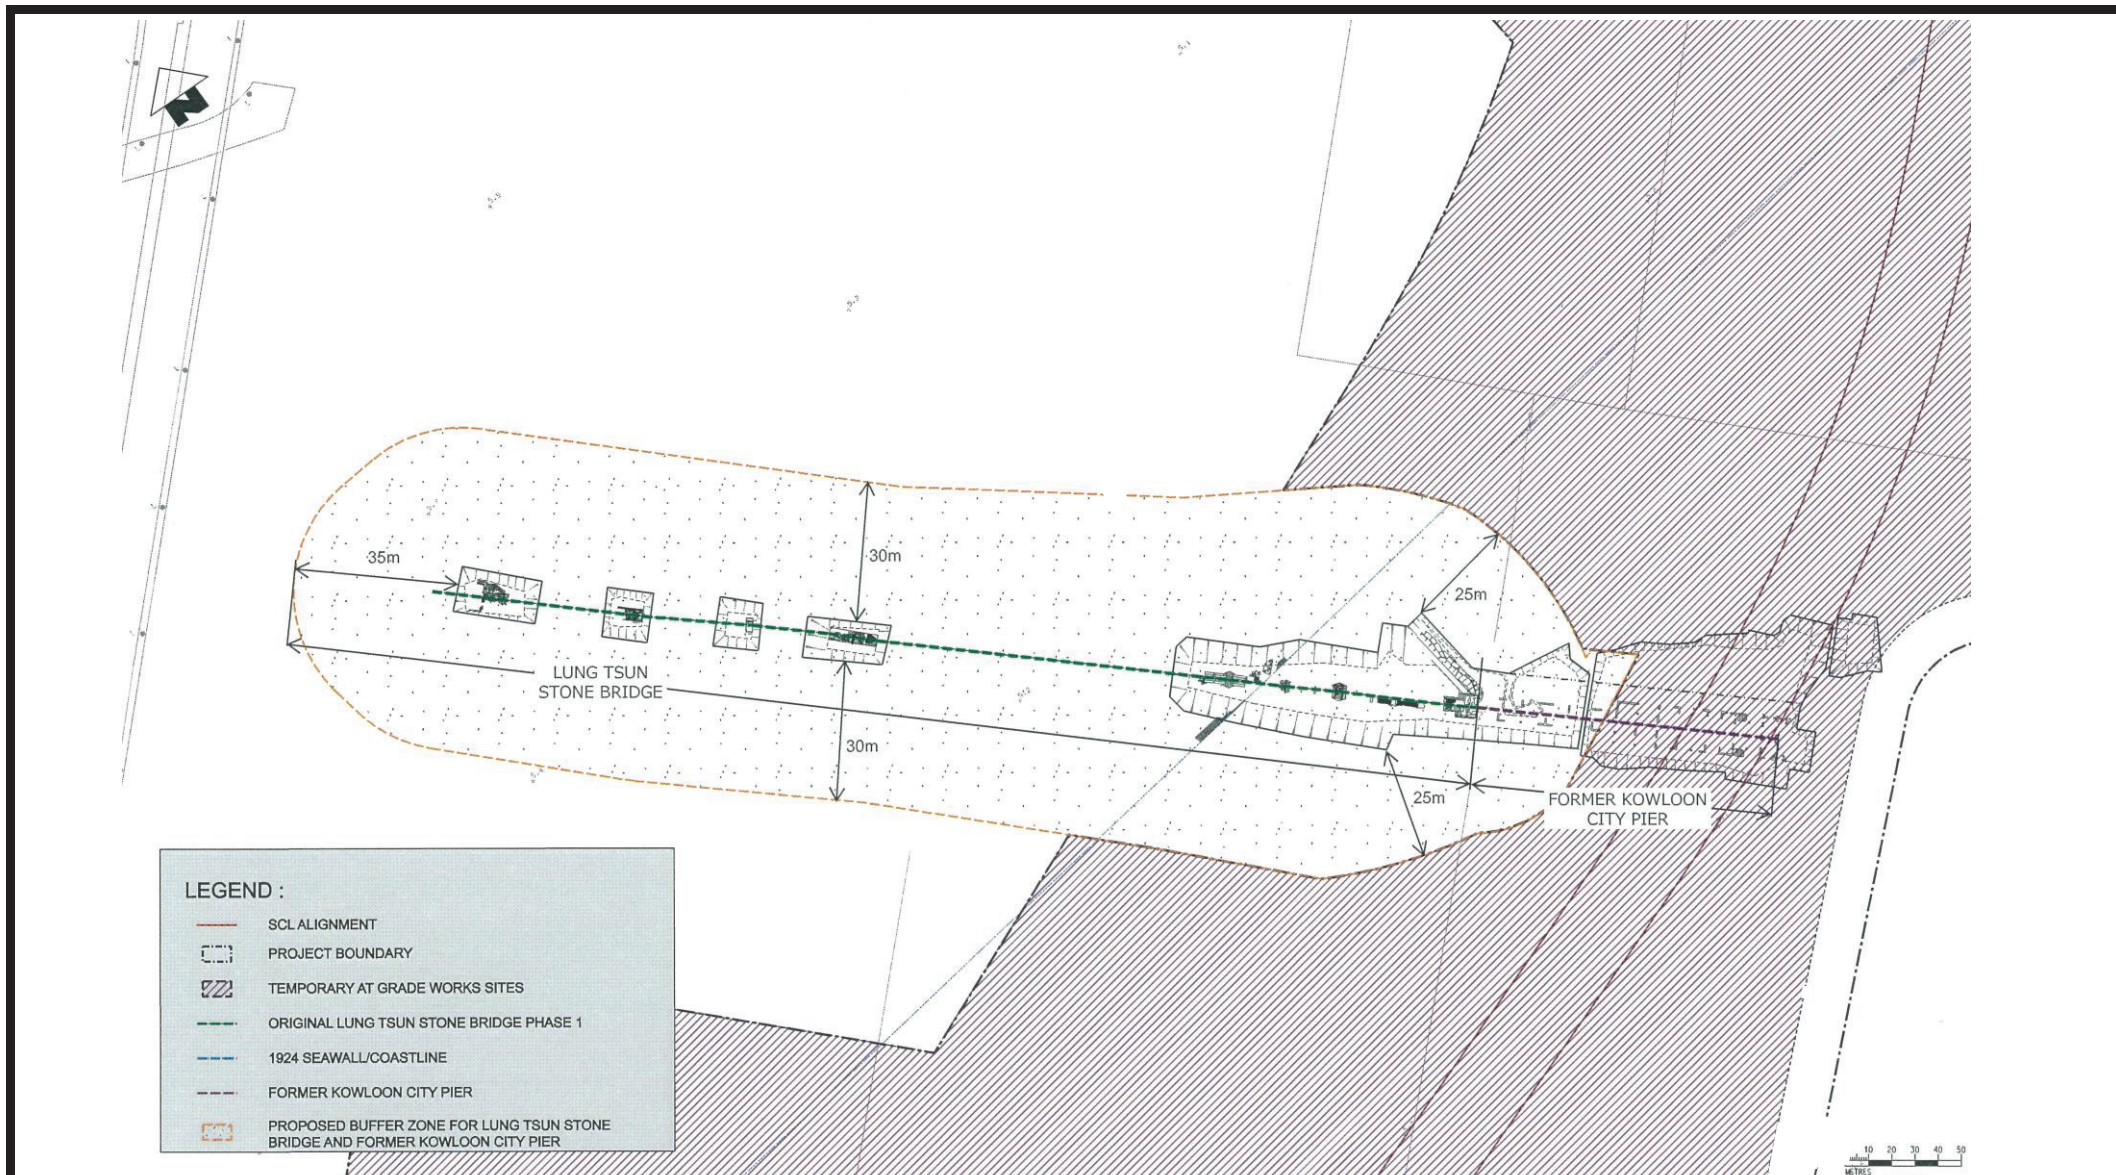 N
35m
30m
25m
LUNG TSUN
STONE BRIDGE
30m
25m
FORMER KOWLOON
CITY PIER
LEGEND :
SCL ALIGNMENT
PROJECT BOUNDARY
TEMPORARY AT GRADE WORKS SITES
ORIGINAL LUNG TSUN STONE BRIDGE PHASE 1
1924 SEAWALL/COASTLINE
FORMER KOWLOON CITY PIER
PROPOSED BUFFER ZONE FOR LUNG TSUN STONE
BRIDGE AND FORMER KOWLOON CITY PIER
10 20 30 40 50
METRES